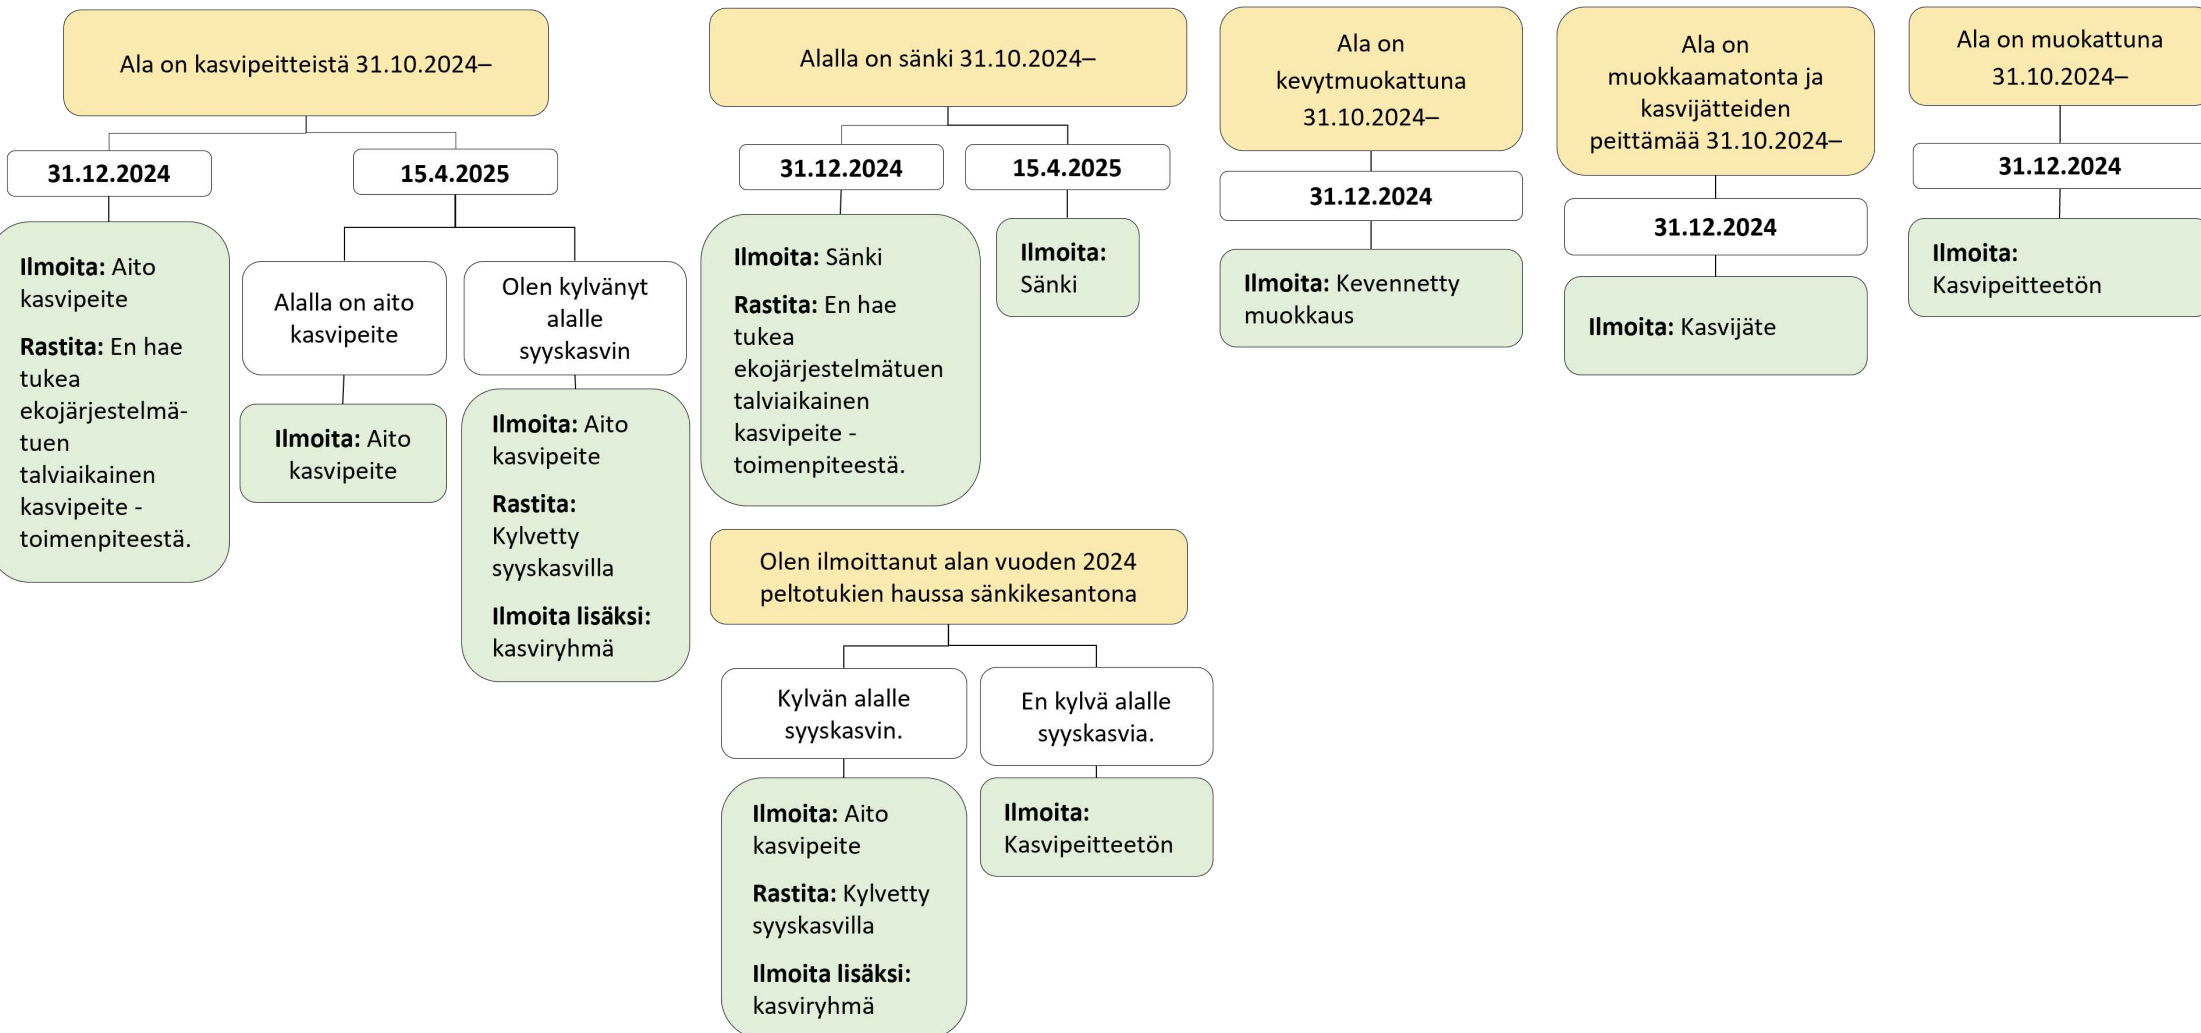 Ala on kasvipeitteistä 31.10.2024–
31.12.2024
Ilmoita: Aito
kasvipeite
Rastita: En hae
tukea
ekojärjestelmä-
tuen
talviaikainen
kasvipeite -
toimenpiteestä.
15.4.2025
Alalla on aito
kasvipeite
Ilmoita: Aito
kasvipeite
Olen kylvänyt
alalle
syyskasvin
Ilmoita: Aito
kasvipeite
Rastita:
Kylvetty
syyskasvilla
Ilmoita lisäksi:
kasviryhmä
Alalla on sänki 31.10.2024–
31.12.2024
Ilmoita: Sänki
Rastita: En hae
tukea
ekojärjestelmätuen
talviaikainen
kasvipeite -
toimenpiteestä.
15.4.2025
Ilmoita:
Sänki
Olen ilmoittanut alan vuoden 2024
peltotukien haussa sänkikesantona
Kylvän alalle
syyskasvin.
Ilmoita: Aito
kasvipeite
Rastita: Kylvetty
syyskasvilla
Ilmoita lisäksi:
kasviryhmä
En kylvä alalle
syyskasvia.
Ilmoita:
Kasvipeitteetön
Ala on
kevytmuokattuna
31.10.2024–
31.12.2024
Ilmoita: Kevennetty
muokkaus
Ala on
muokkaamatonta ja
kasvijätteiden
peittämää 31.10.2024–
31.12.2024
Ilmoita: Kasvijäte
Ala on muokattuna
31.10.2024–
31.12.2024
Ilmoita:
Kasvipeitteetön